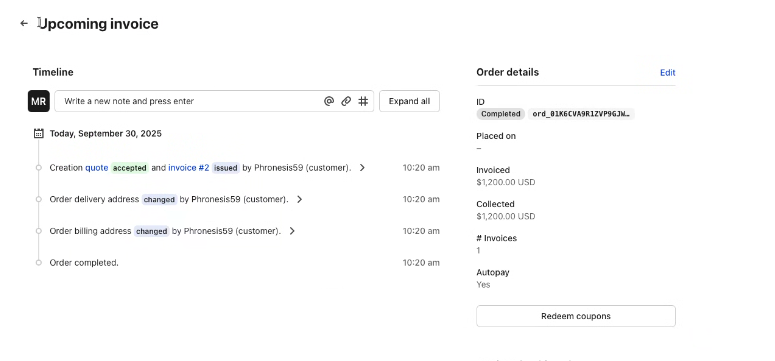 Upcoming invoice
Timeline
MR
Write a new note and press enter
Expand all
Today, September 30, 2025
Creation quote accepted and invoice #2 issued by Phronesis59 (customer).
10:20 am
Order delivery address changed by Phronesis59 (customer).
10:20 am
Order billing address changed by Phronesis59 (customer).
10:20 am
Order completed.
10:20 am
Order details
Edit
ID
Completed ord_01K6CVA9R1ZVP9GJW…
Placed on
–
Invoiced
$1,200.00 USD
Collected
$1,200.00 USD
# Invoices
1
Autopay
Yes
Redeem coupons